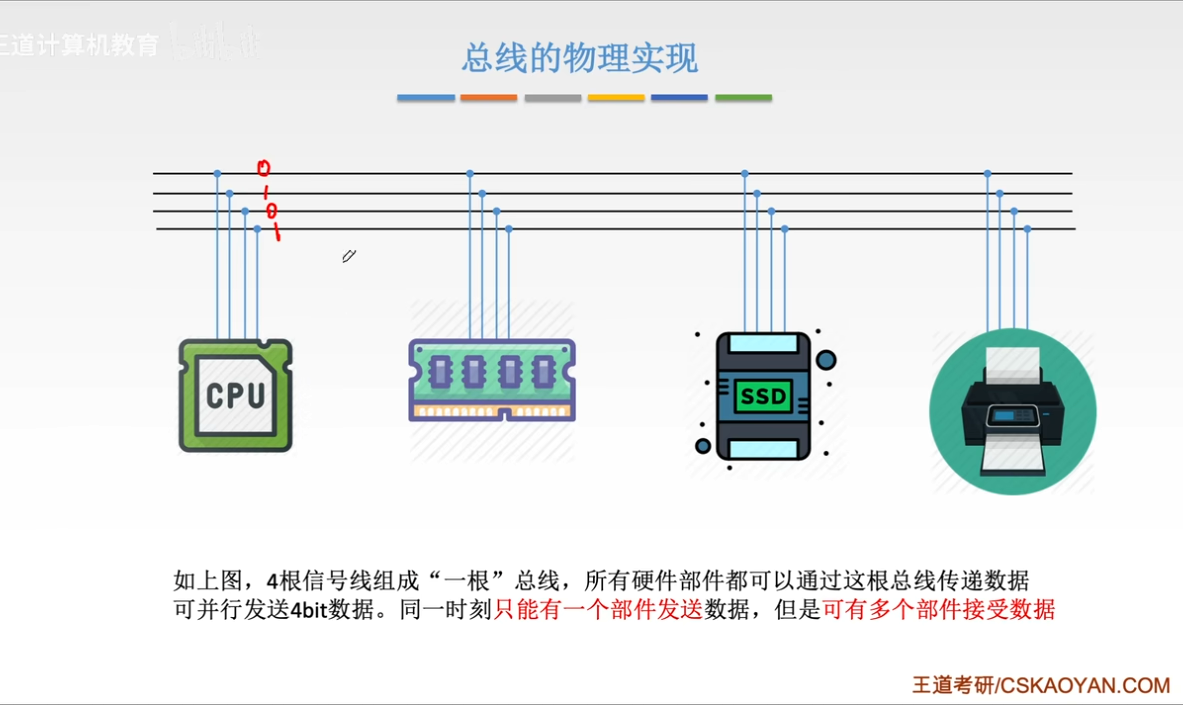 王道计算机教育
总线的物理实现
0
1
0
1
CPU
SSD
如上图，4根信号线组成“一根”总线，所有硬件部件都可以通过这根总线传递数据
可并行发送4bit数据。同一时刻只能有一个部件发送数据，但是可有多个部件接受数据
王道考研/CSKAOYAN.COM